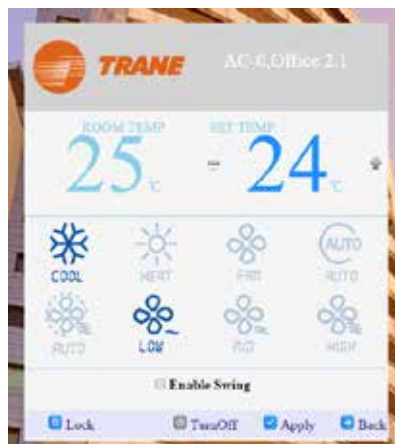 TRANE
AC-0,Office 2.1
ROOM TEMP
SET TEMP
25 °C
24 °C
COOL
HEAT
FAN
AUTO
AUTO
AUTO
LOW
MID
HIGH
Enable Swing
Lock
TurnOff
Apply
Back